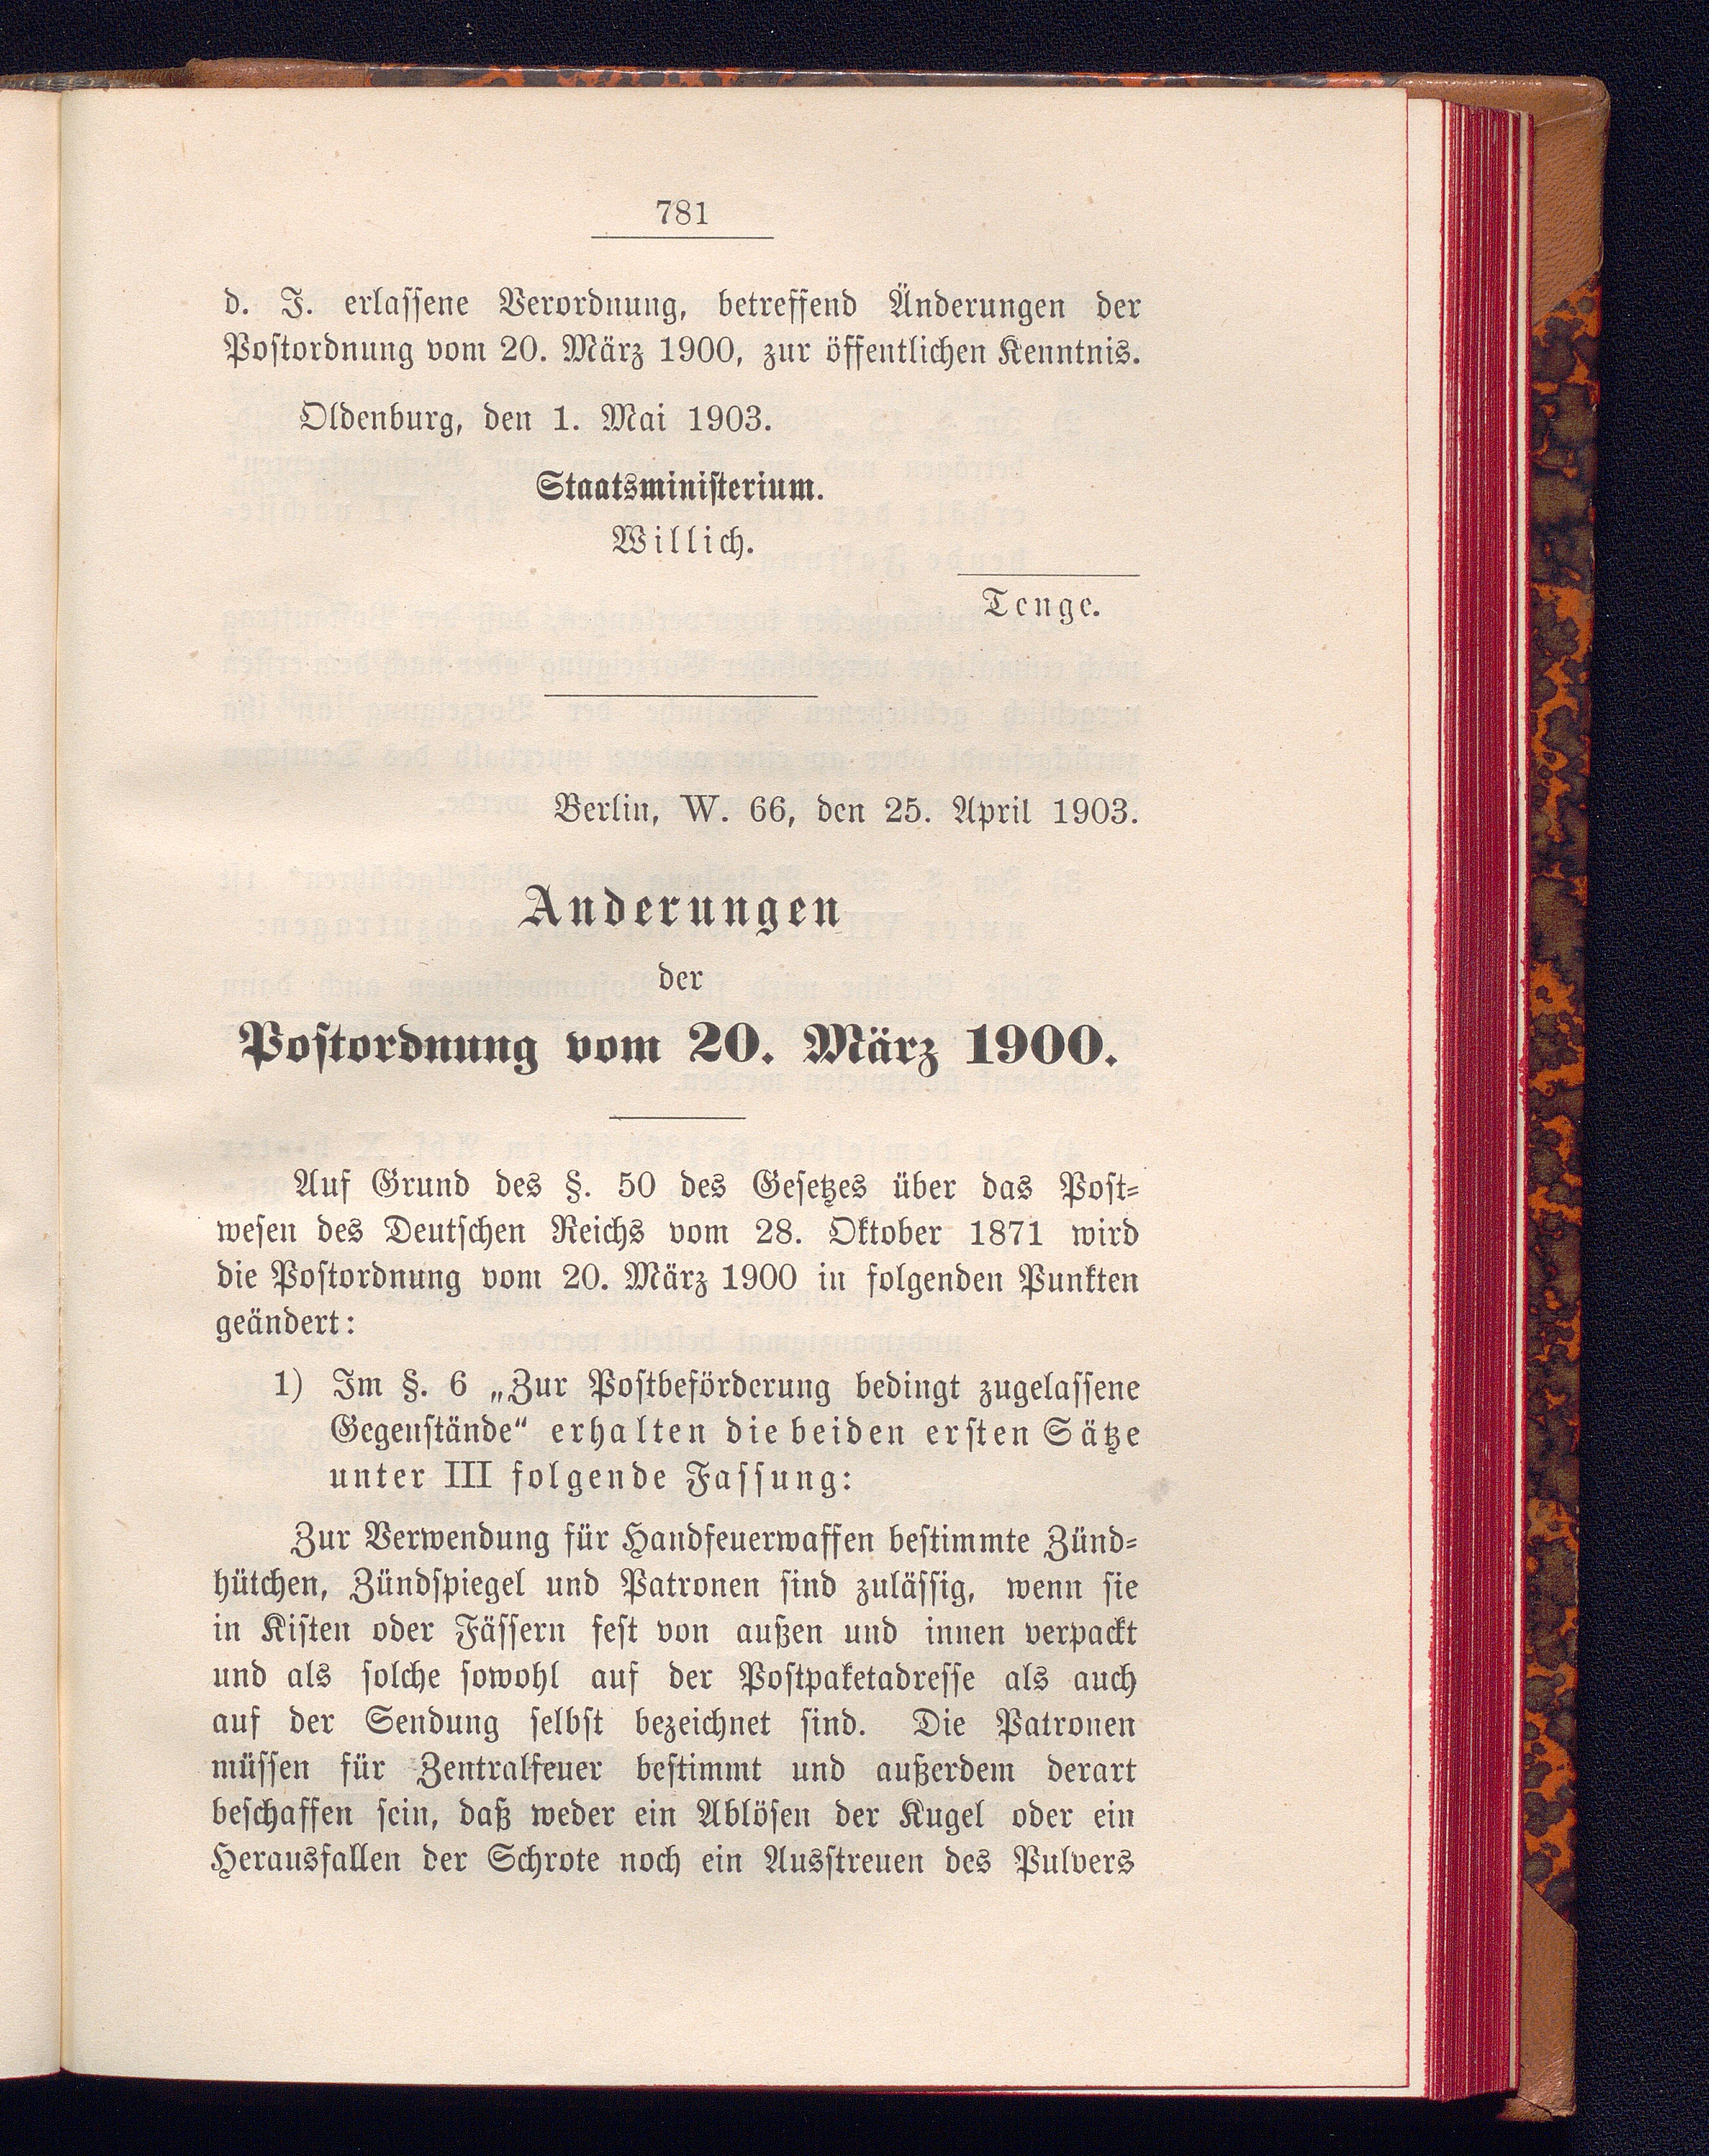 781
d. J. erlassene Verordnung, betreffend Änderungen der
Postordnung vom 20. März 1900, zur öffentlichen Kenntnis.
Oldenburg, den 1. Mai 1903.
Staatsministerium.
Willich.
Tenge.
Berlin, W. 66, den 25. April 1903.
Anderungen
der
Postordnung vom 20. März 1900.
Auf Grund des §. 50 des Gesetzes über das Post-
wesen des Deutschen Reichs vom 28. Oktober 1871 wird
die Postordnung vom 20. März 1900 in folgenden Punkten
geändert:
1) Im §. 6 „Zur Postbeförderung bedingt zugelassene
Gegenstände“ erhalten die beiden ersten Sätze
unter III folgende Fassung:
Zur Verwendung für Handfeuerwaffen bestimmte Zünd-
hütchen, Zündspiegel und Patronen sind zulässig, wenn sie
in Kisten oder Fässern fest von außen und innen verpackt
und als solche sowohl auf der Postpaketadresse als auch
auf der Sendung selbst bezeichnet sind. Die Patronen
müssen für Zentralfeuer bestimmt und außerdem derart
beschaffen sein, daß weder ein Ablösen der Kugel oder ein
Herausfallen der Schrote noch ein Ausstreuen des Pulvers